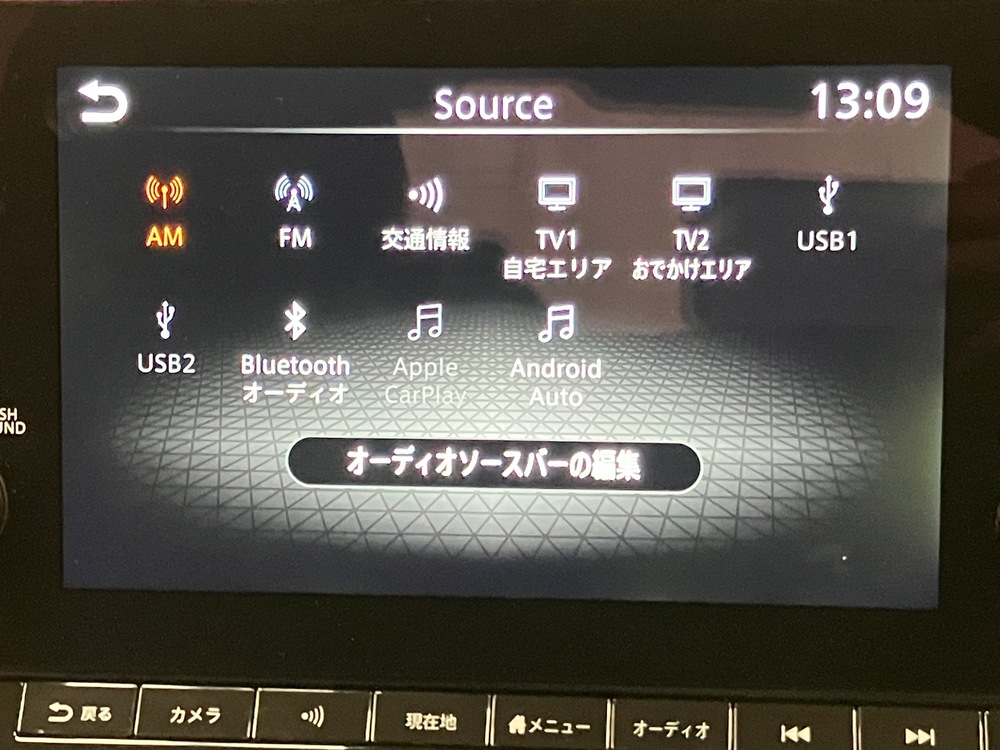 Source
13:09
AM
FM
交通情報
TV1
自宅エリア
TV2
おでかけエリア
USB1
USB2
Bluetooth
オーディオ
Apple
CarPlay
Android
Auto
オーディオソースバーの編集
戻る
カメラ
現在地
メニュー
オーディオ